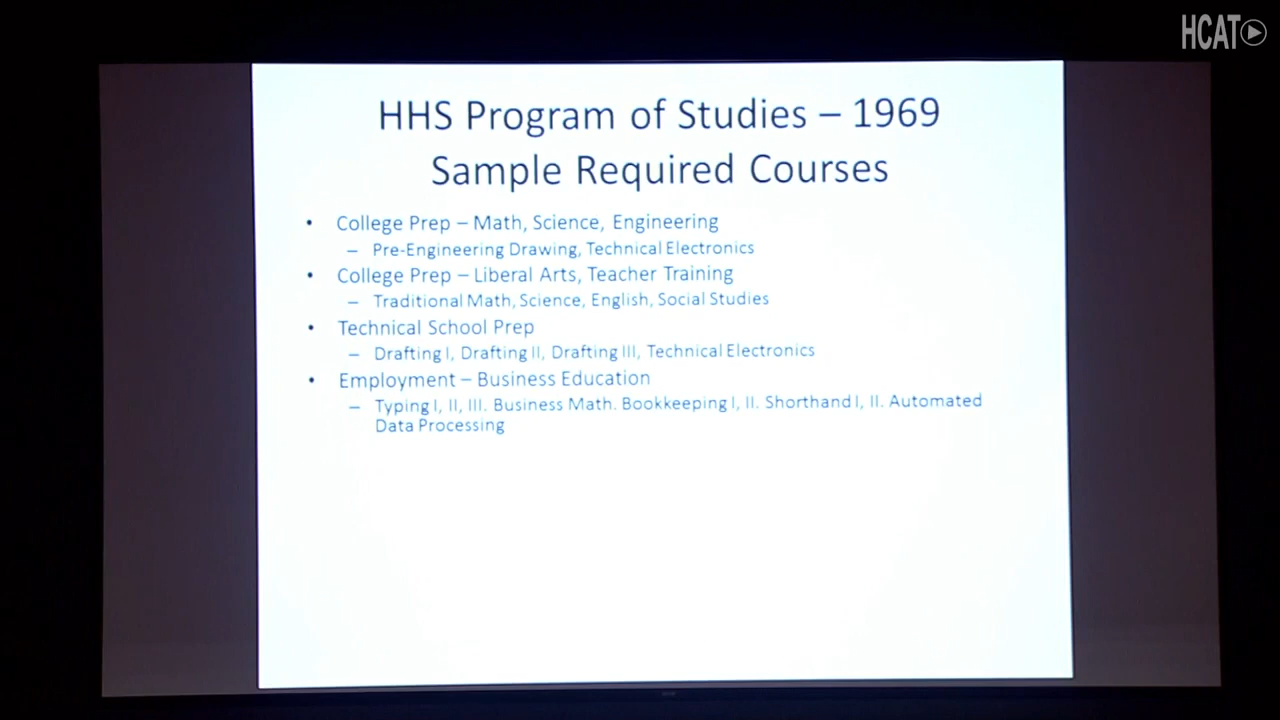 HCAT
HHS Program of Studies – 1969
Sample Required Courses
• College Prep – Math, Science, Engineering
– Pre-Engineering Drawing, Technical Electronics
• College Prep – Liberal Arts, Teacher Training
– Traditional Math, Science, English, Social Studies
• Technical School Prep
– Drafting I, Drafting II, Drafting III, Technical Electronics
• Employment – Business Education
– Typing I, II, III. Business Math. Bookkeeping I, II. Shorthand I, II. Automated
Data Processing